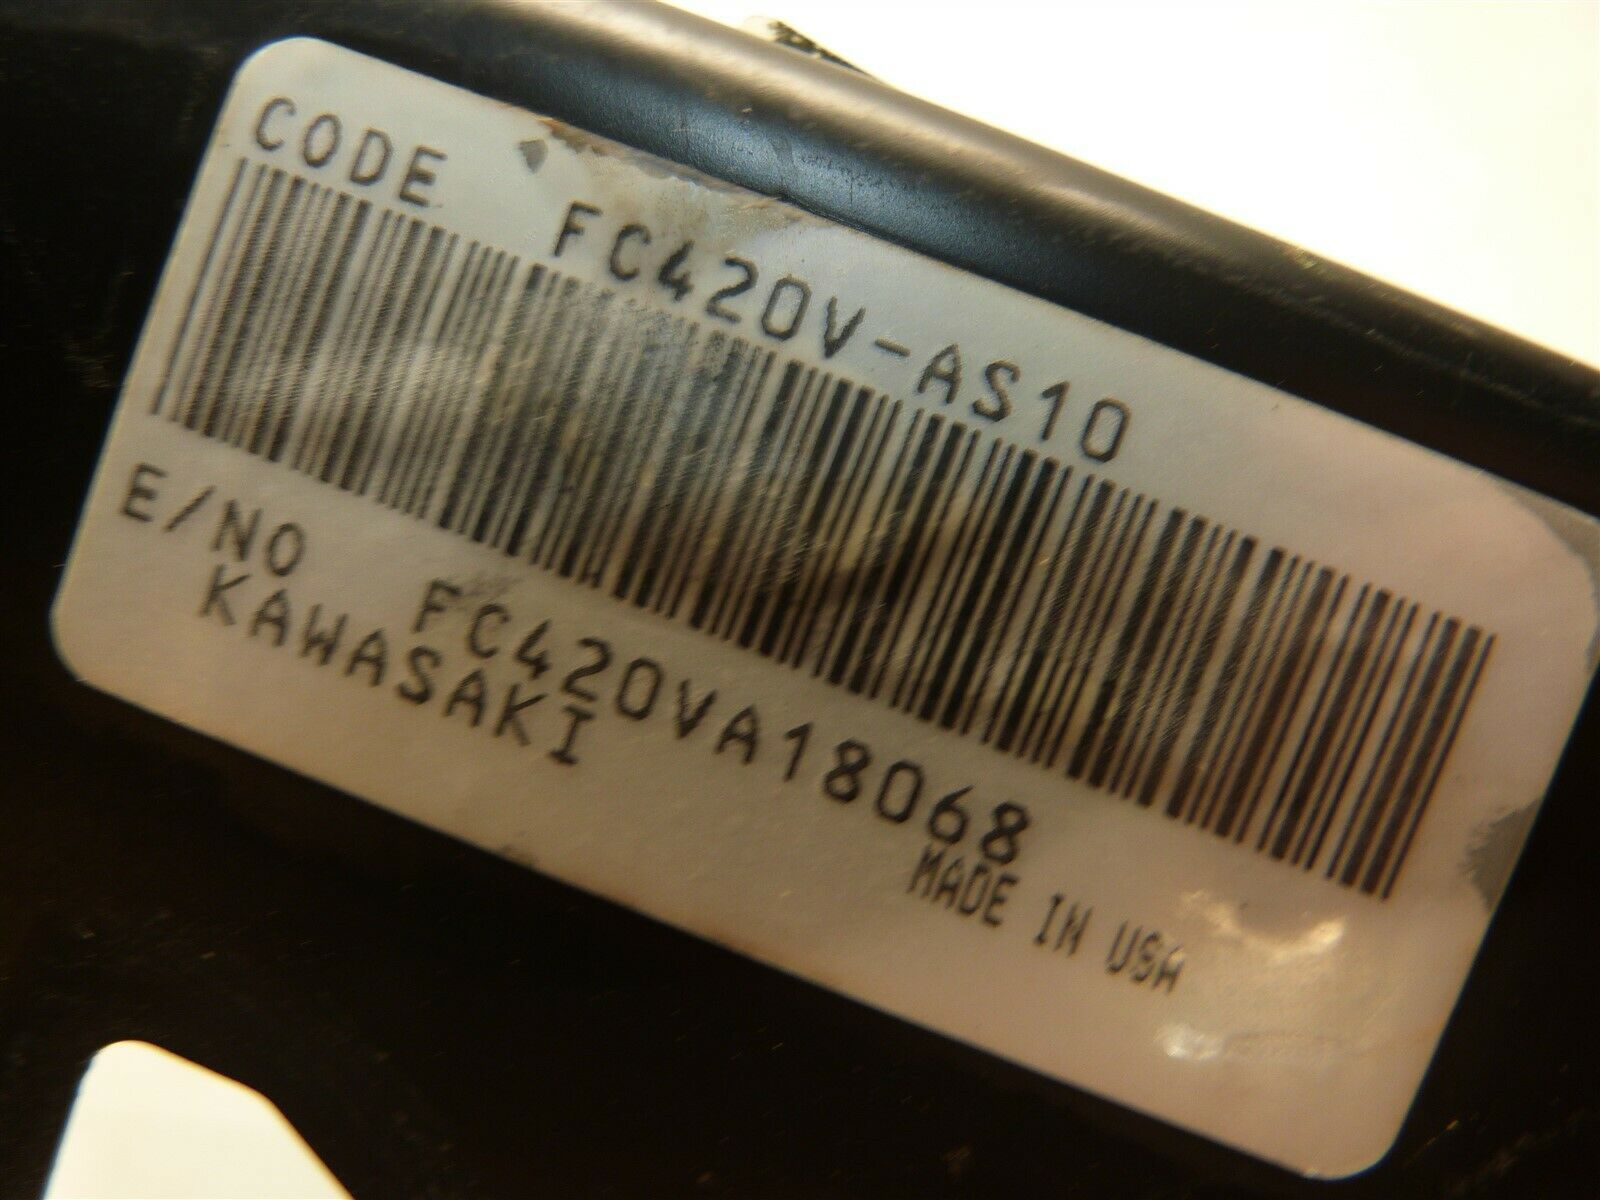 CODE FC420V-AS10
E/NO FC420VA18068
KAWASAKI
MADE IN USA